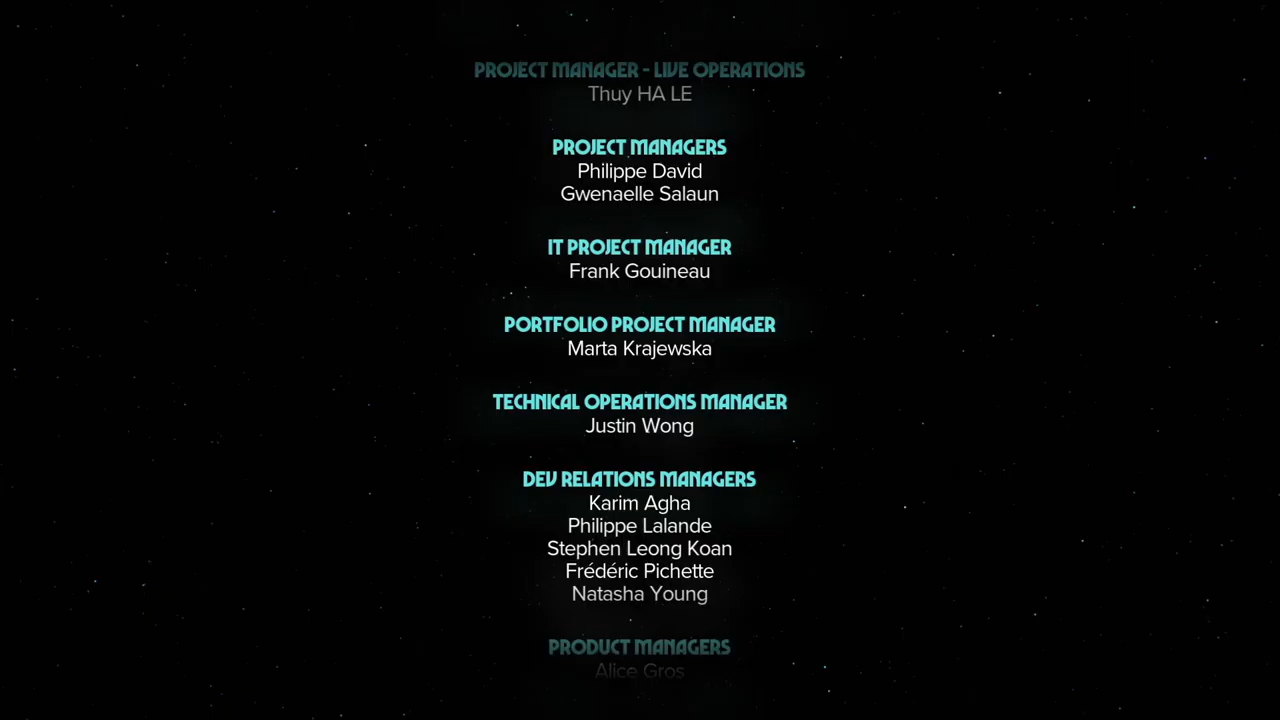 PROJECT MANAGER - LIVE OPERATIONS
Thuy HA LE
PROJECT MANAGERS
Philippe David
Gwenaelle Salaun
IT PROJECT MANAGER
Frank Gouineau
PORTFOLIO PROJECT MANAGER
Marta Krajewska
TECHNICAL OPERATIONS MANAGER
Justin Wong
DEV RELATIONS MANAGERS
Karim Agha
Philippe Lalande
Stephen Leong Koan
Frédéric Pichette
Natasha Young
PRODUCT MANAGERS
Alice Gros